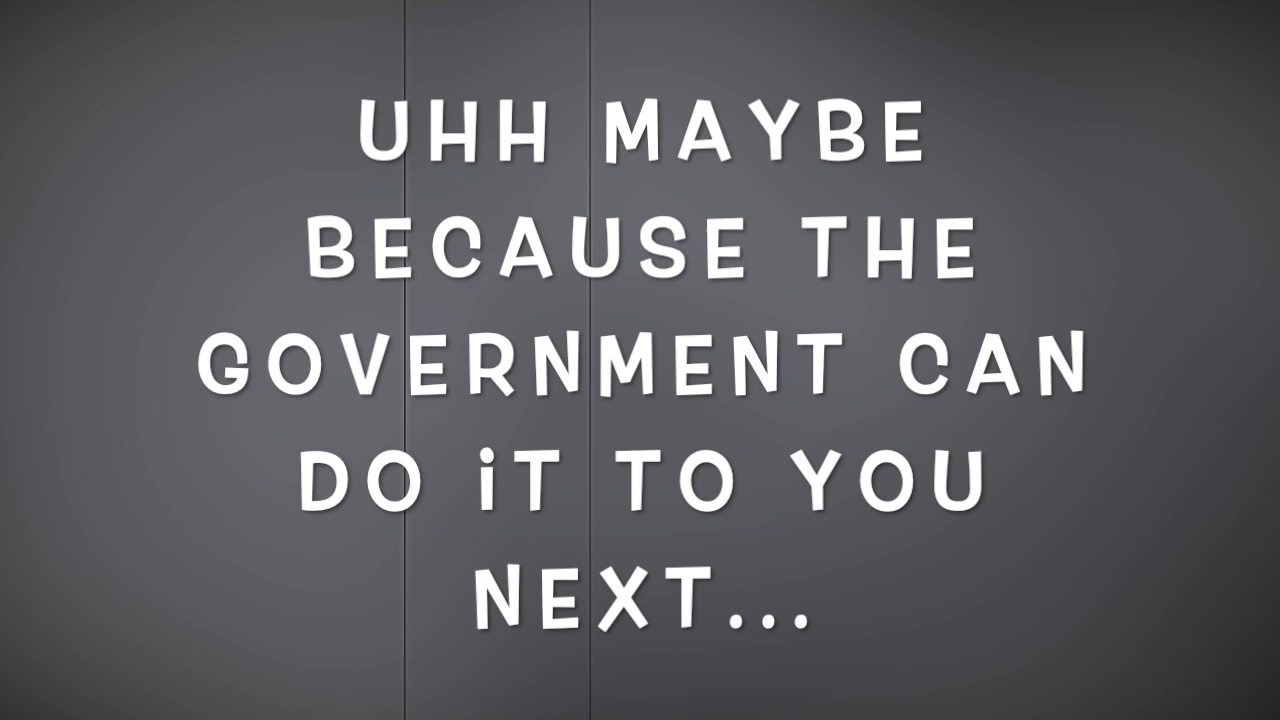 UHH MAYBE
BECAUSE THE
GOVERNMENT CAN
DO iT TO YOU
NEXT...